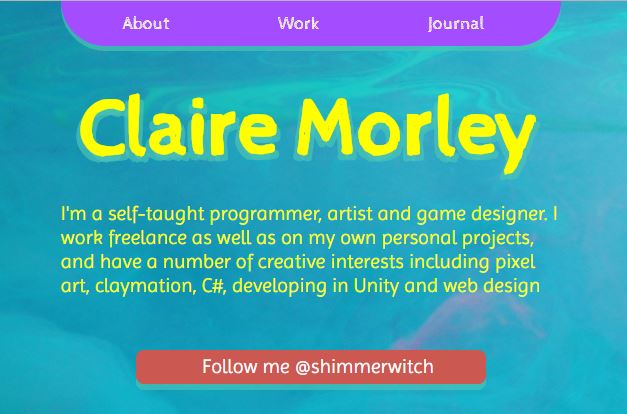 About Work Journal
Claire Morley
I'm a self-taught programmer, artist and game designer. I
work freelance as well as on my own personal projects,
and have a number of creative interests including pixel
art, claymation, C#, developing in Unity and web design
Follow me @shimmerwitch